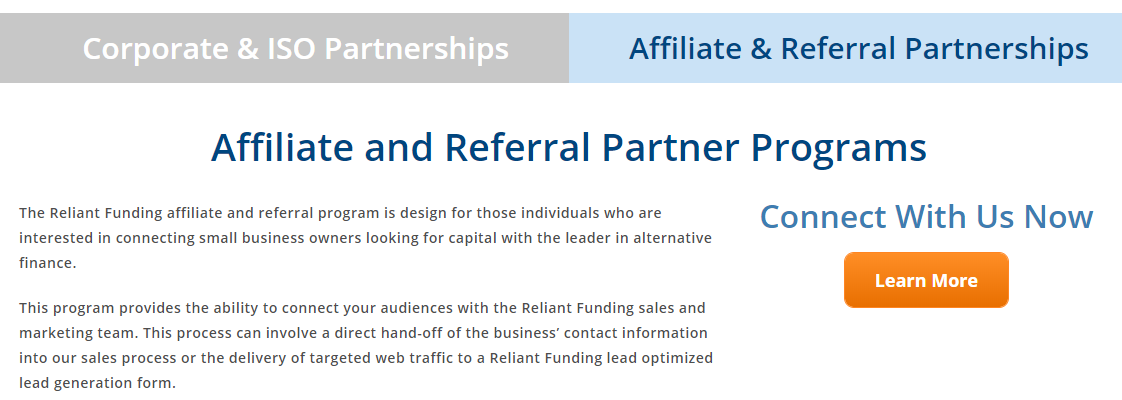 Corporate & ISO Partnerships
Affiliate & Referral Partnerships
Affiliate and Referral Partner Programs
The Reliant Funding affiliate and referral program is design for those individuals who are
interested in connecting small business owners looking for capital with the leader in alternative
finance.
This program provides the ability to connect your audiences with the Reliant Funding sales and
marketing team. This process can involve a direct hand-off of the business’ contact information
into our sales process or the delivery of targeted web traffic to a Reliant Funding lead optimized
lead generation form.
Connect With Us Now
Learn More